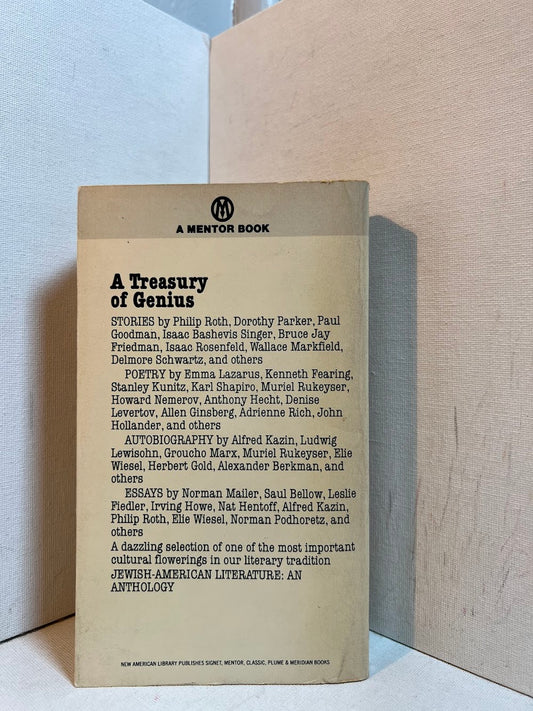 M
A MENTOR BOOK
A Treasury
of Genius
STORIES by Philip Roth, Dorothy Parker, Paul
Goodman, Isaac Bashevis Singer, Bruce Jay
Friedman, Isaac Rosenfeld, Wallace Markfield,
Delmore Schwartz, and others
POETRY by Emma Lazarus, Kenneth Fearing,
Stanley Kunitz, Karl Shapiro, Muriel Rukeyser,
Howard Nemerov, Anthony Hecht, Denise
Levertov, Allen Ginsberg, Adrienne Rich, John
Hollander, and others
AUTOBIOGRAPHY by Alfred Kazin, Ludwig
Lewisohn, Groucho Marx, Muriel Rukeyser, Elie
Wiesel, Herbert Gold, Alexander Berkman, and
others
ESSAYS by Norman Mailer, Saul Bellow, Leslie
Fiedler, Irving Howe, Nat Hentoff, Alfred Kazin,
Philip Roth, Elie Wiesel, Norman Podhoretz, and
others
A dazzling selection of one of the most important
cultural flowerings in our literary tradition
JEWISH-AMERICAN LITERATURE: AN
ANTHOLOGY
NEW AMERICAN LIBRARY PUBLISHES SIGNET, MENTOR, CLASSIC, PLUME & MERIDIAN BOOKS